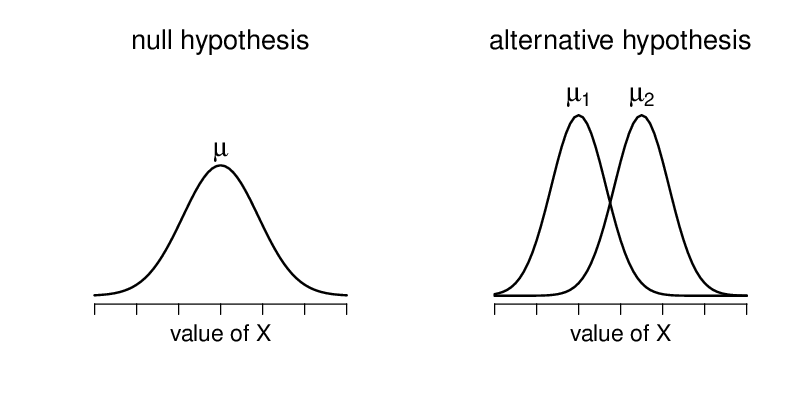 null hypothesis
μ
value of X
alternative hypothesis
μ1 μ2
value of X